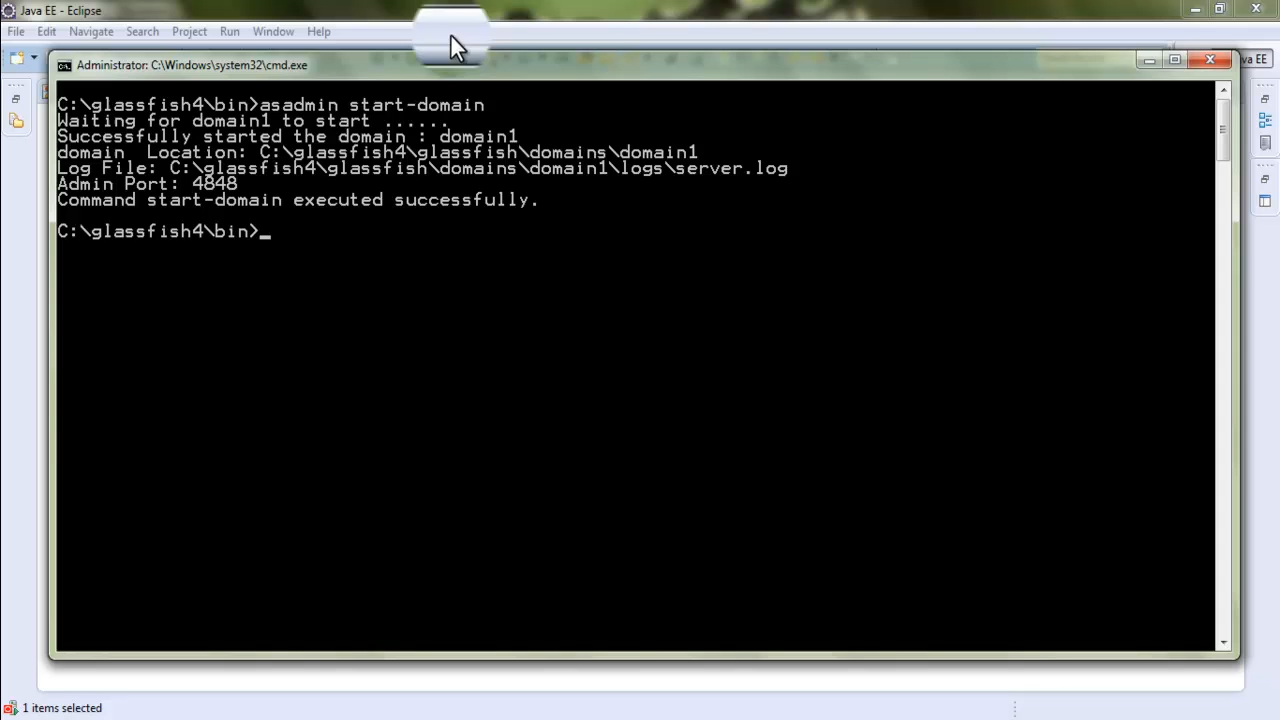 Java EE - Eclipse
File Edit Navigate Search Project Run Window Help
Administrator: C:\Windows\system32\cmd.exe
va EE
C:\glassfish4\bin>asadmin start-domain
Waiting for domain1 to start ......
Successfully started the domain : domain1
domain  Location: C:\glassfish4\glassfish\domains\domain1
Log File: C:\glassfish4\glassfish\domains\domain1\logs\server.log
Admin Port: 4848
Command start-domain executed successfully.
C:\glassfish4\bin>_
1 items selected